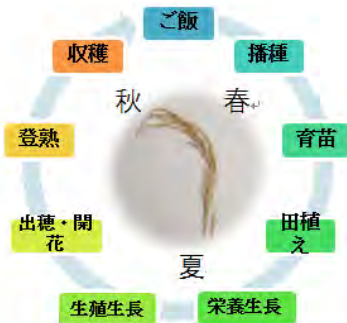 ご飯
収穫
播種
秋
春
登熟
育苗
出穂・開
花
田植
え
夏
生殖生長
栄養生長